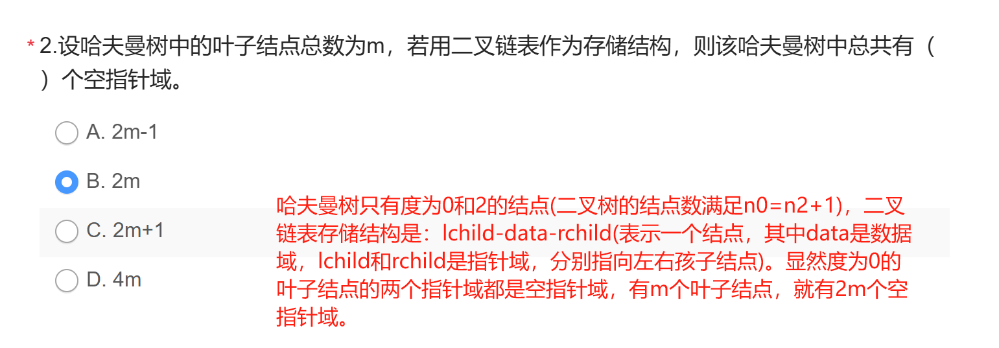 * 2.设哈夫曼树中的叶子结点总数为m，若用二叉链表作为存储结构，则该哈夫曼树中总共有（
）个空指针域。
A. 2m-1
B. 2m
哈夫曼树只有度为0和2的结点(二叉树的结点数满足n0=n2+1)，二叉
C. 2m+1
链表存储结构是：lchild-data-rchild(表示一个结点，其中data是数据
域，lchild和rchild是指针域，分别指向左右孩子结点)。显然度为0的
D. 4m
叶子结点的两个指针域都是空指针域，有m个叶子结点，就有2m个空
指针域。